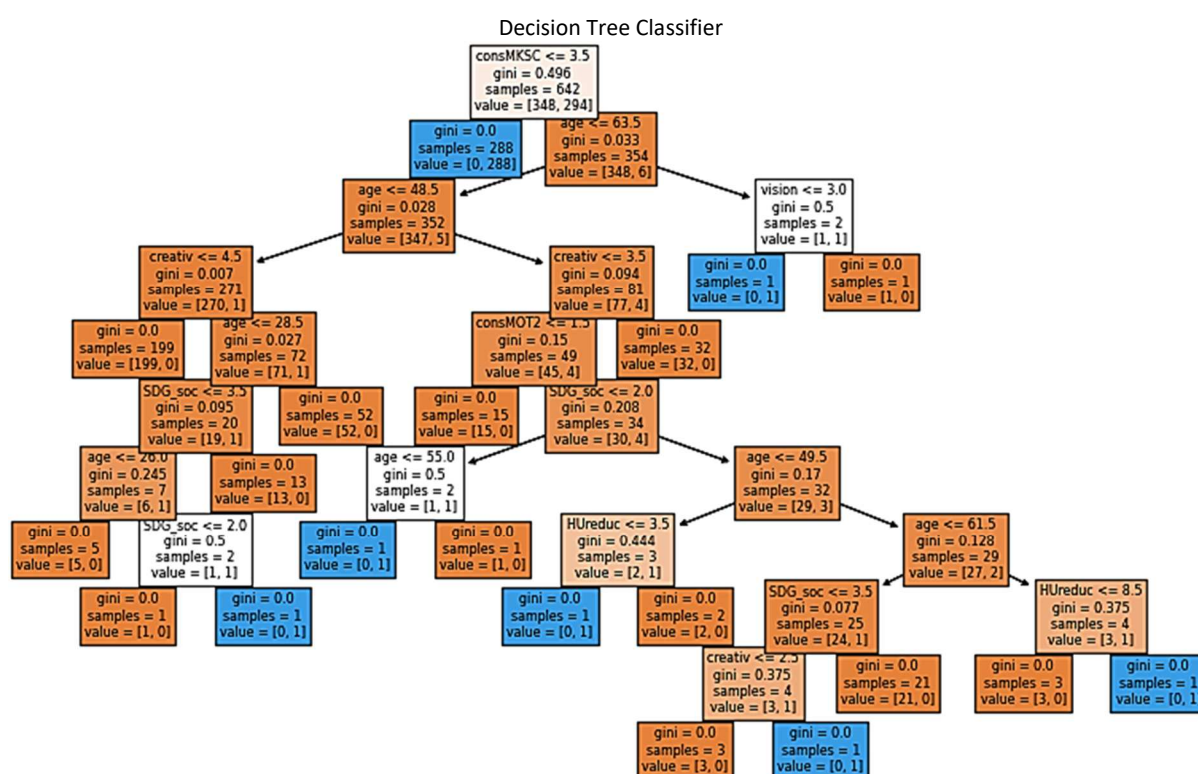 Decision Tree Classifier
consMKSC <= 3.5
gini = 0.496
samples = 642
value = [348, 294]
gini = 0.0
samples = 288
value = [0, 288]
age <= 63.5
gini = 0.033
samples = 354
value = [348, 6]
age <= 48.5
gini = 0.028
samples = 352
value = [347, 5]
vision <= 3.0
gini = 0.5
samples = 2
value = [1, 1]
creativ <= 4.5
gini = 0.007
samples = 271
value = [270, 1]
creativ <= 3.5
gini = 0.094
samples = 81
value = [77, 4]
gini = 0.0
samples = 1
value = [0, 1]
gini = 0.0
samples = 1
value = [1, 0]
gini = 0.0
samples = 199
value = [199, 0]
age <= 28.5
gini = 0.027
samples = 72
value = [71, 1]
consMOT2 <= 1.5
gini = 0.15
samples = 49
value = [45, 4]
gini = 0.0
samples = 32
value = [32, 0]
SDG_soc <= 3.5
gini = 0.095
samples = 20
value = [19, 1]
gini = 0.0
samples = 52
value = [52, 0]
gini = 0.0
samples = 15
value = [15, 0]
SDG_soc <= 2.0
gini = 0.208
samples = 34
value = [30, 4]
age <= 26.0
gini = 0.245
samples = 7
value = [6, 1]
gini = 0.0
samples = 13
value = [13, 0]
age <= 55.0
gini = 0.5
samples = 2
value = [1, 1]
age <= 49.5
gini = 0.17
samples = 32
value = [29, 3]
gini = 0.0
samples = 5
value = [5, 0]
SDG_soc <= 2.0
gini = 0.5
samples = 2
value = [1, 1]
gini = 0.0
samples = 1
value = [0, 1]
gini = 0.0
samples = 1
value = [1, 0]
HUreduc <= 3.5
gini = 0.444
samples = 3
value = [2, 1]
age <= 61.5
gini = 0.128
samples = 29
value = [27, 2]
gini = 0.0
samples = 1
value = [1, 0]
gini = 0.0
samples = 1
value = [0, 1]
gini = 0.0
samples = 1
value = [0, 1]
gini = 0.0
samples = 2
value = [2, 0]
SDG_soc <= 3.5
gini = 0.077
samples = 25
value = [24, 1]
HUreduc <= 8.5
gini = 0.375
samples = 4
value = [3, 1]
creativ <= 2.5
gini = 0.375
samples = 4
value = [3, 1]
gini = 0.0
samples = 21
value = [21, 0]
gini = 0.0
samples = 3
value = [3, 0]
gini = 0.0
samples = 1
value = [0, 1
gini = 0.0
samples = 3
value = [3, 0]
gini = 0.0
samples = 1
value = [0, 1]